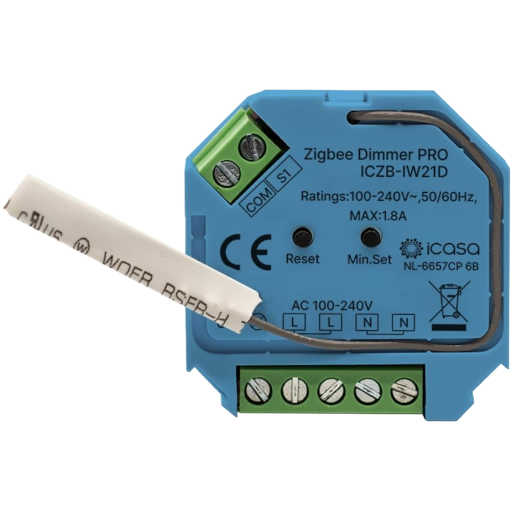 Zigbee Dimmer PRO
ICZB-IW21D
COM S1
Ratings:100-240V~,50/60Hz,
MAX:1.8A
CE
Reset
Min.Set
icasa
NL-6657CP 6B
AC 100-240V
L L N N
WOER RSFR-H